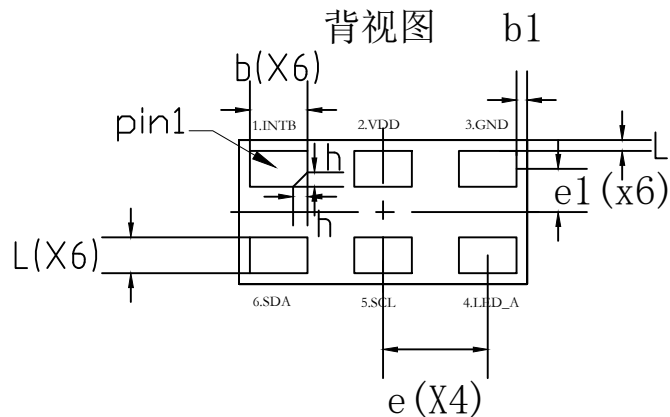 背视图 b1
b(X6)
pin1
1.INTB 2.VDD 3.GND
h
L
e1(x6)
h
L(X6)
6.SDA 5.SCL 4.LED_A
e(X4)